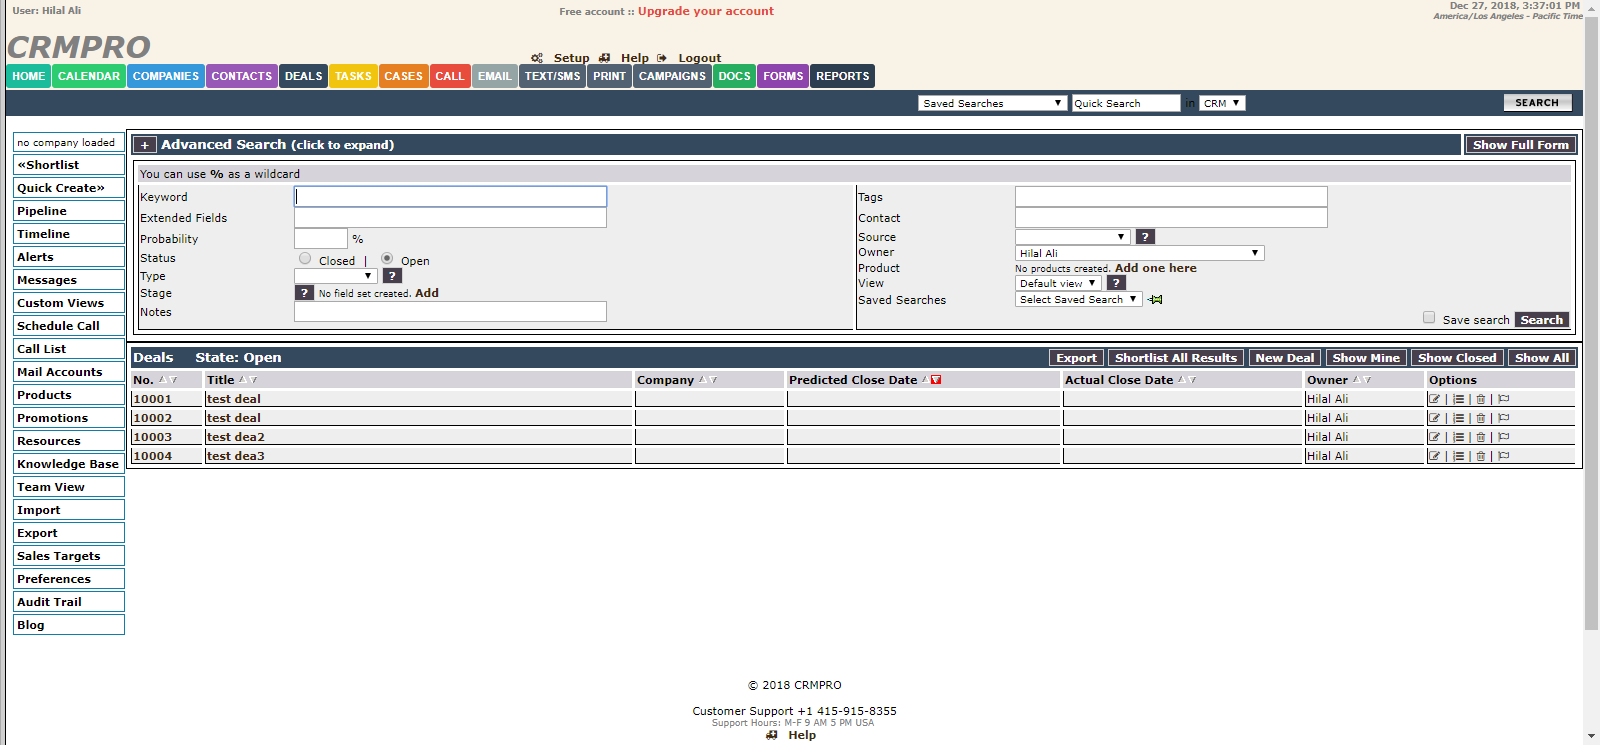 User: Hilal Ali
Free account :: Upgrade your account
Dec 27, 2018, 3:37:01 PM
America/Los Angeles - Pacific Time
CRMPRO
Setup Help Logout
HOME CALENDAR COMPANIES CONTACTS DEALS TASKS CASES CALL EMAIL TEXT/SMS PRINT CAMPAIGNS DOCS FORMS REPORTS
Saved Searches Quick Search in CRM SEARCH
no company loaded
«Shortlist
Quick Create»
Pipeline
Timeline
Alerts
Messages
Custom Views
Schedule Call
Call List
Mail Accounts
Products
Promotions
Resources
Knowledge Base
Team View
Import
Export
Sales Targets
Preferences
Audit Trail
Blog
+ Advanced Search (click to expand) Show Full Form
You can use % as a wildcard
Keyword
Extended Fields
Probability %
Status Closed | Open
Type ?
Stage ? No field set created. Add
Notes
Tags
Contact
Source ?
Owner Hilal Ali
Product No products created. Add one here
View Default view ?
Saved Searches Select Saved Search
Save search Search
Deals State: Open Export Shortlist All Results New Deal Show Mine Show Closed Show All
No. Title Company Predicted Close Date Actual Close Date Owner Options
10001 test deal Hilal Ali | | |
10002 test deal Hilal Ali | | |
10003 test dea2 Hilal Ali | | |
10004 test dea3 Hilal Ali | | |
© 2018 CRMPRO
Customer Support +1 415-915-8355
Support Hours: M-F 9 AM 5 PM USA
Help